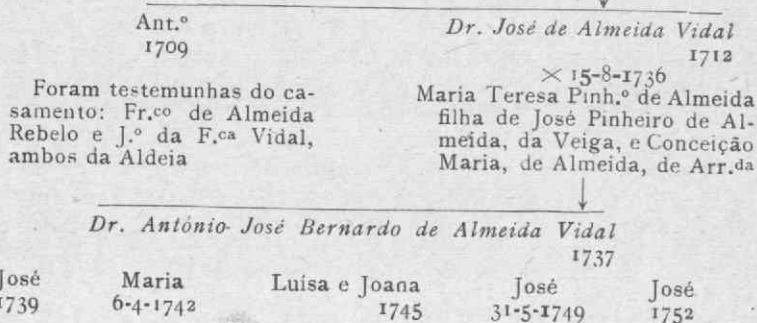 Ant.º
1709
Dr. José de Almeida Vidal
1712
Foram testemunhas do ca-
samento: Fr.co de Almeida
Rebelo e J.º da F.ca Vidal,
ambos da Aldeia
× 15-8-1736
Maria Teresa Pinh.º de Almeida
filha de José Pinheiro de Al-
meida, da Veiga, e Conceição
Maria, de Almeida, de Arr.da
Dr. António José Bernardo de Almeida Vidal
1737
José Maria Luísa e Joana José José
1739 6-4-1742 1745 31-5-1749 1752